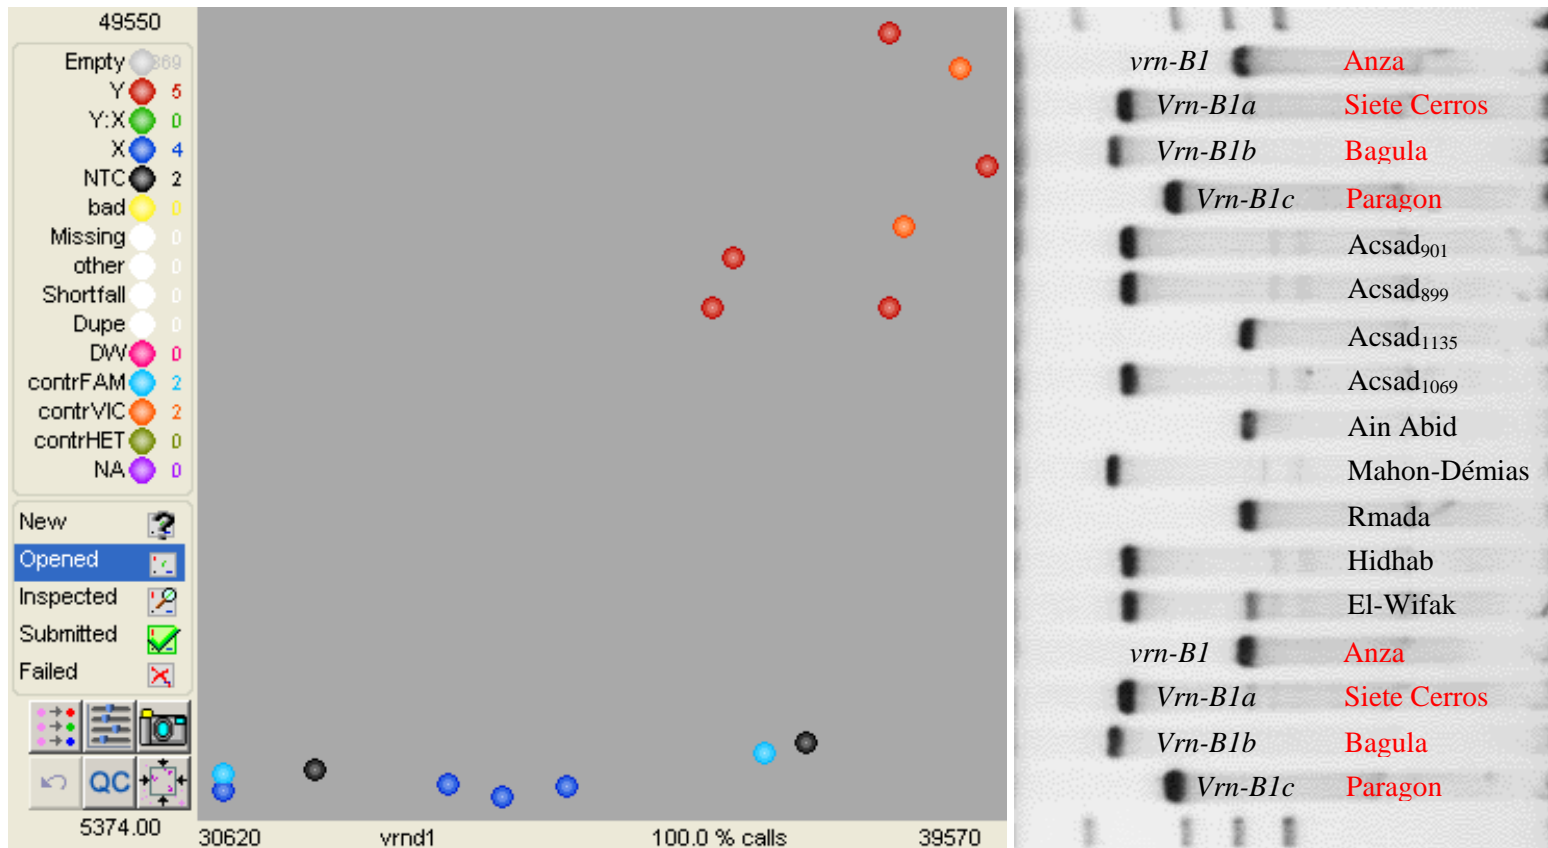 49550
Empty 369
Y 5
Y:X 0
X 4
NTC 2
bad 0
Missing 0
other 0
Shortfall 0
Dupe 0
DW 0
contrFAM 2
contrVIC 2
contrHET 0
NA 0
New
Opened
Inspected
Submitted
Failed
QC
5374.00
30620 vrnd1 100.0 % calls 39570
vrn-B1 Anza
Vrn-B1a Siete Cerros
Vrn-B1b Bagula
Vrn-B1c Paragon
Acsad901
Acsad899
Acsad1135
Acsad1069
Ain Abid
Mahon-Démias
Rmada
Hidhab
El-Wifak
vrn-B1 Anza
Vrn-B1a Siete Cerros
Vrn-B1b Bagula
Vrn-B1c Paragon